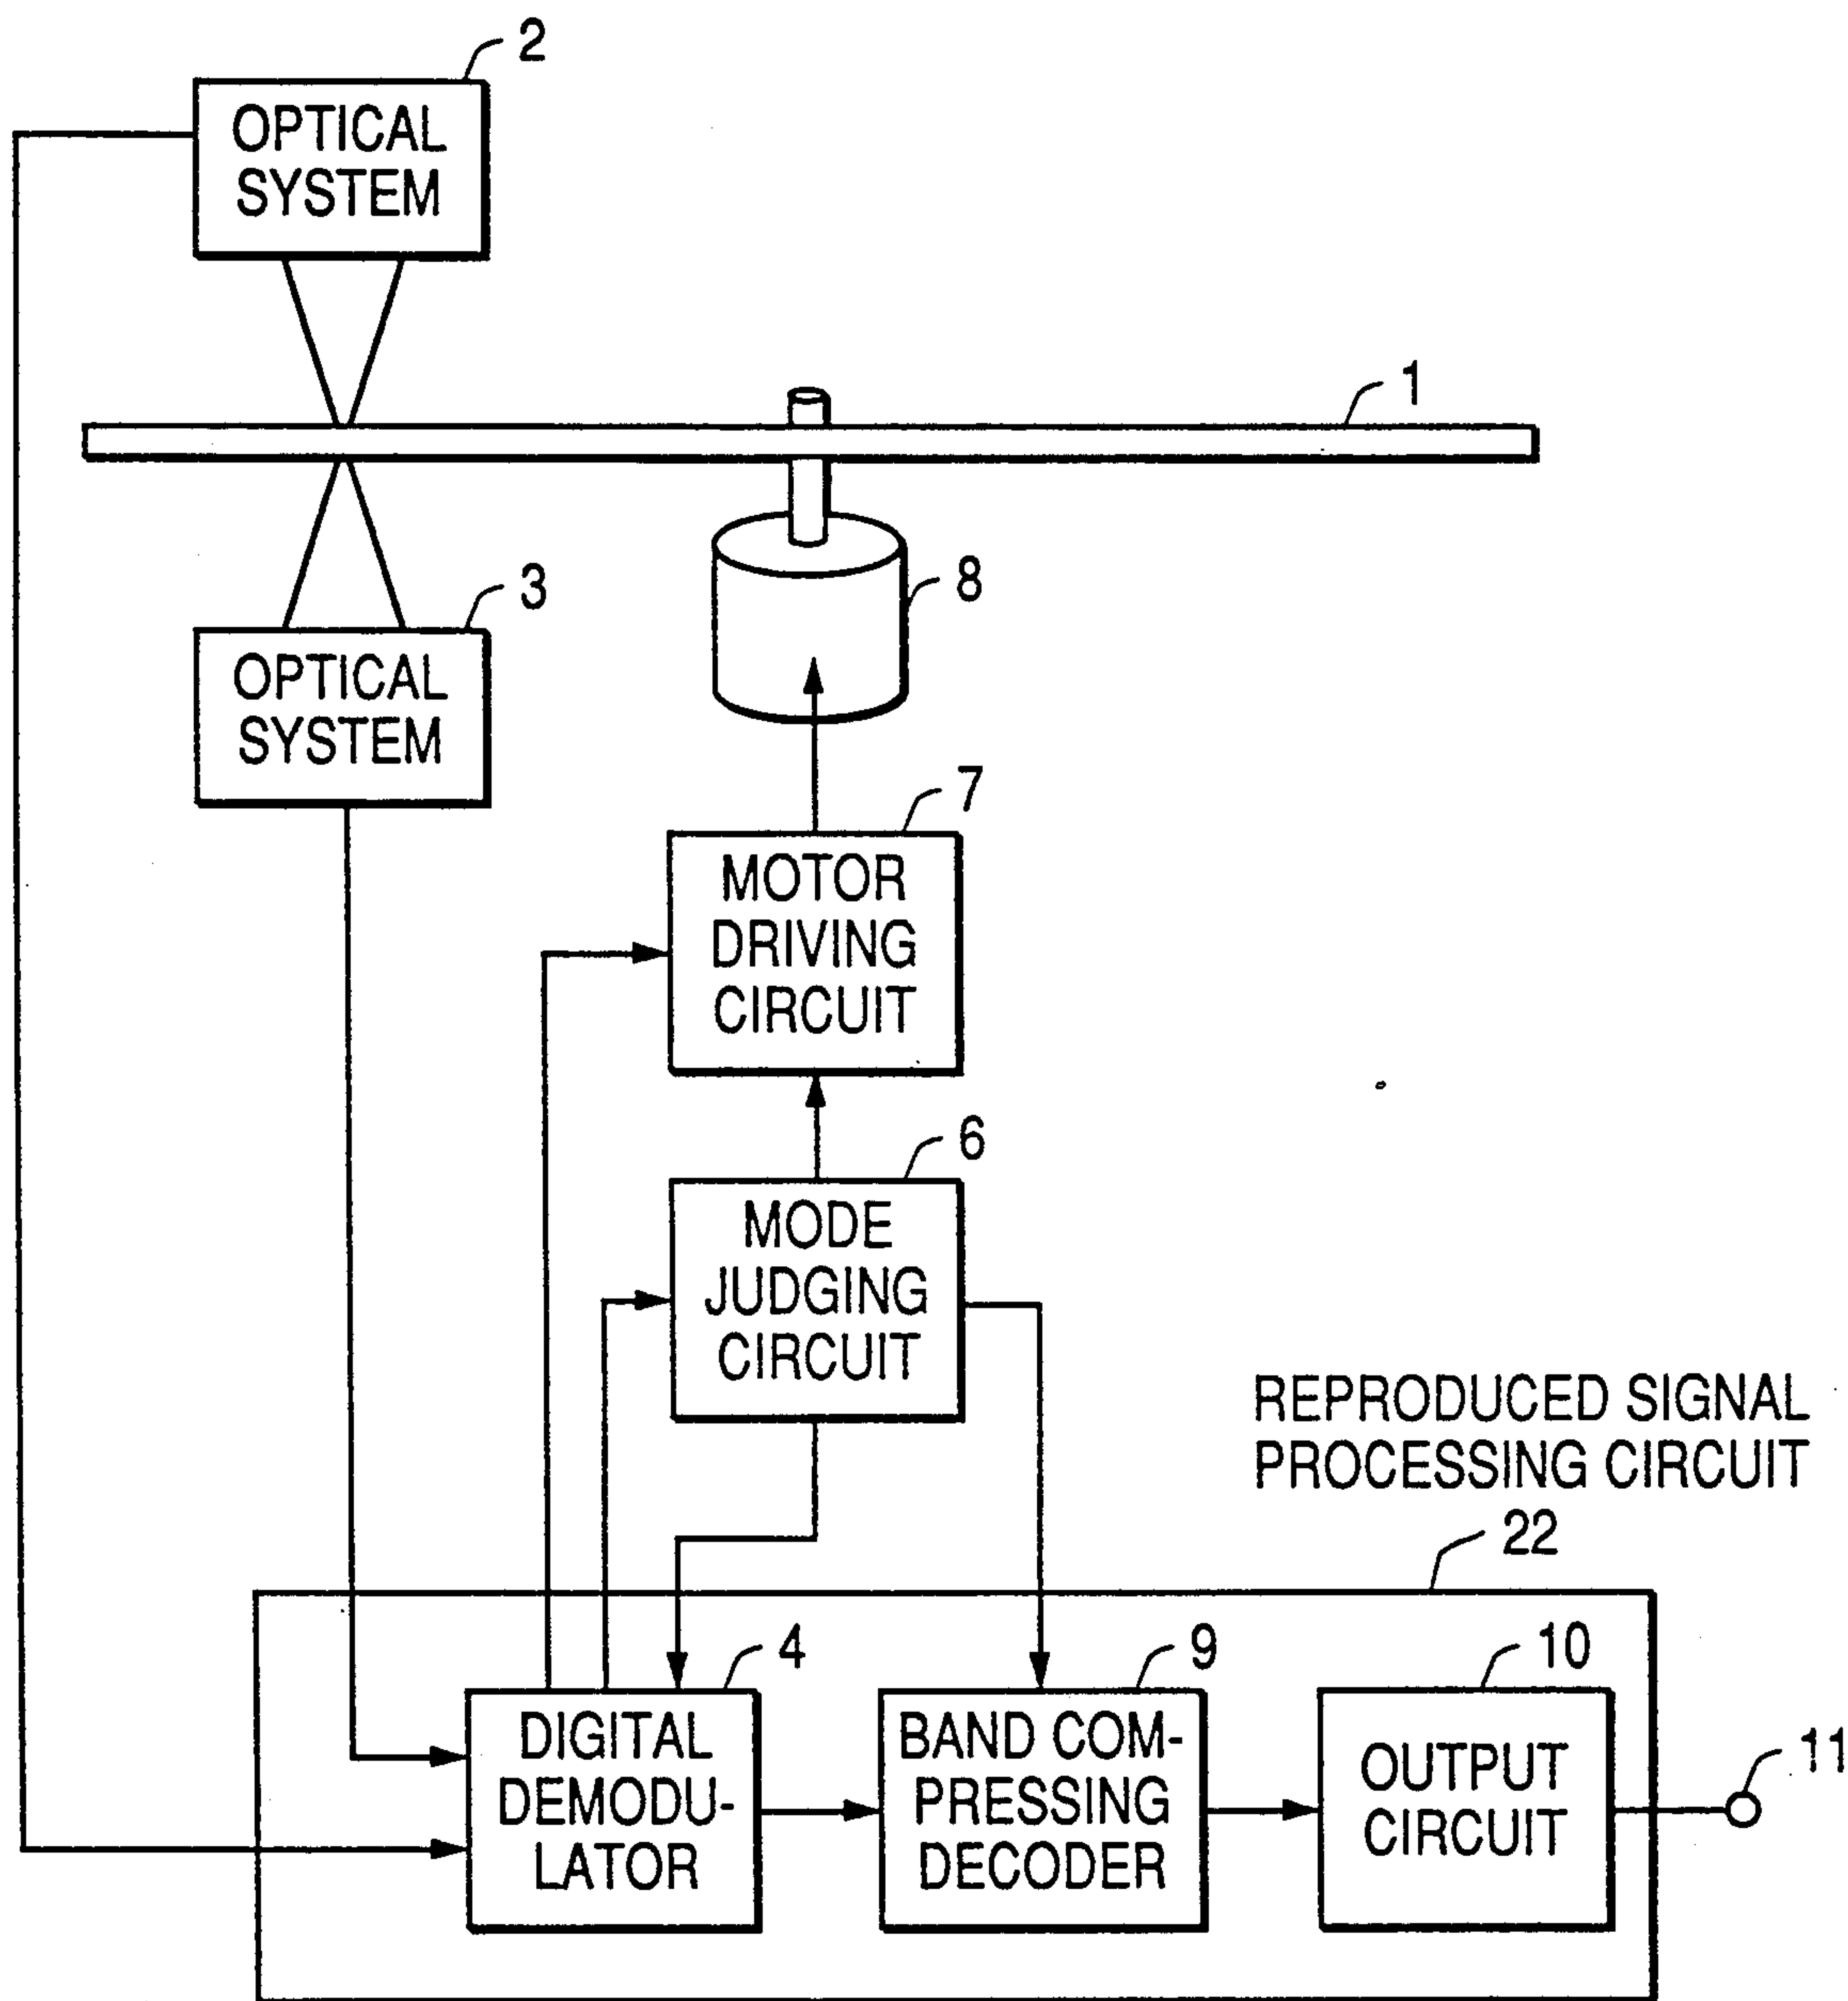 2
OPTICAL
SYSTEM
1
3
OPTICAL
SYSTEM
8
7
MOTOR
DRIVING
CIRCUIT
6
MODE
JUDGING
CIRCUIT
REPRODUCED SIGNAL
PROCESSING CIRCUIT
22
4
DIGITAL
DEMODU-
LATOR
9
BAND COM-
PRESSING
DECODER
10
OUTPUT
CIRCUIT
11